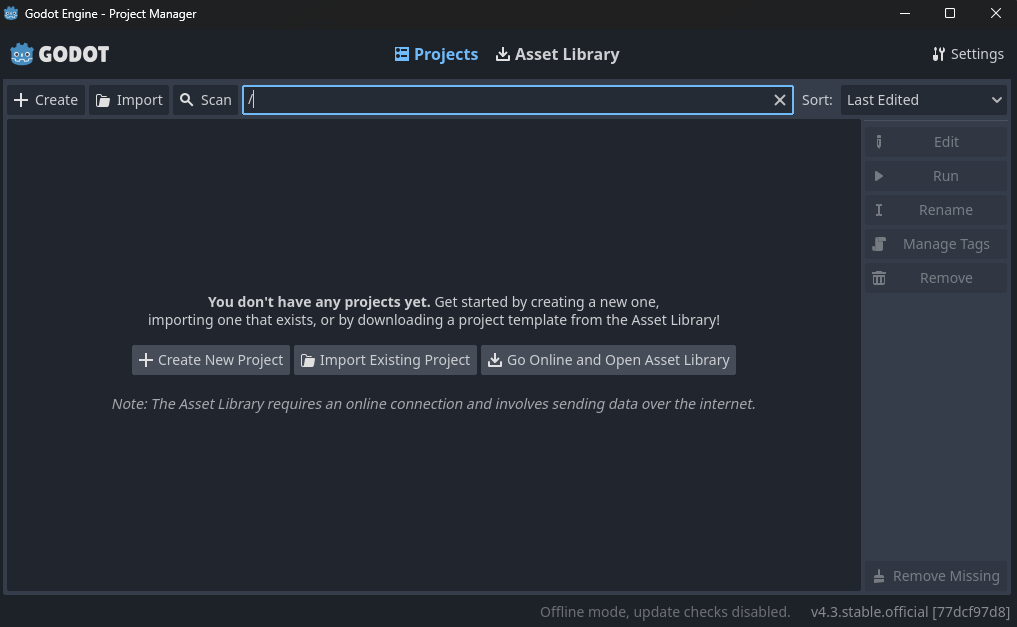 Godot Engine - Project Manager
GODOT
Projects
Asset Library
Settings
Create
Import
Scan
/
Sort:
Last Edited
Edit
Run
Rename
Manage Tags
Remove
You don't have any projects yet. Get started by creating a new one,
importing one that exists, or by downloading a project template from the Asset Library!
Create New Project
Import Existing Project
Go Online and Open Asset Library
Note: The Asset Library requires an online connection and involves sending data over the internet.
Remove Missing
Offline mode, update checks disabled.
v4.3.stable.official [77dcf97d8]